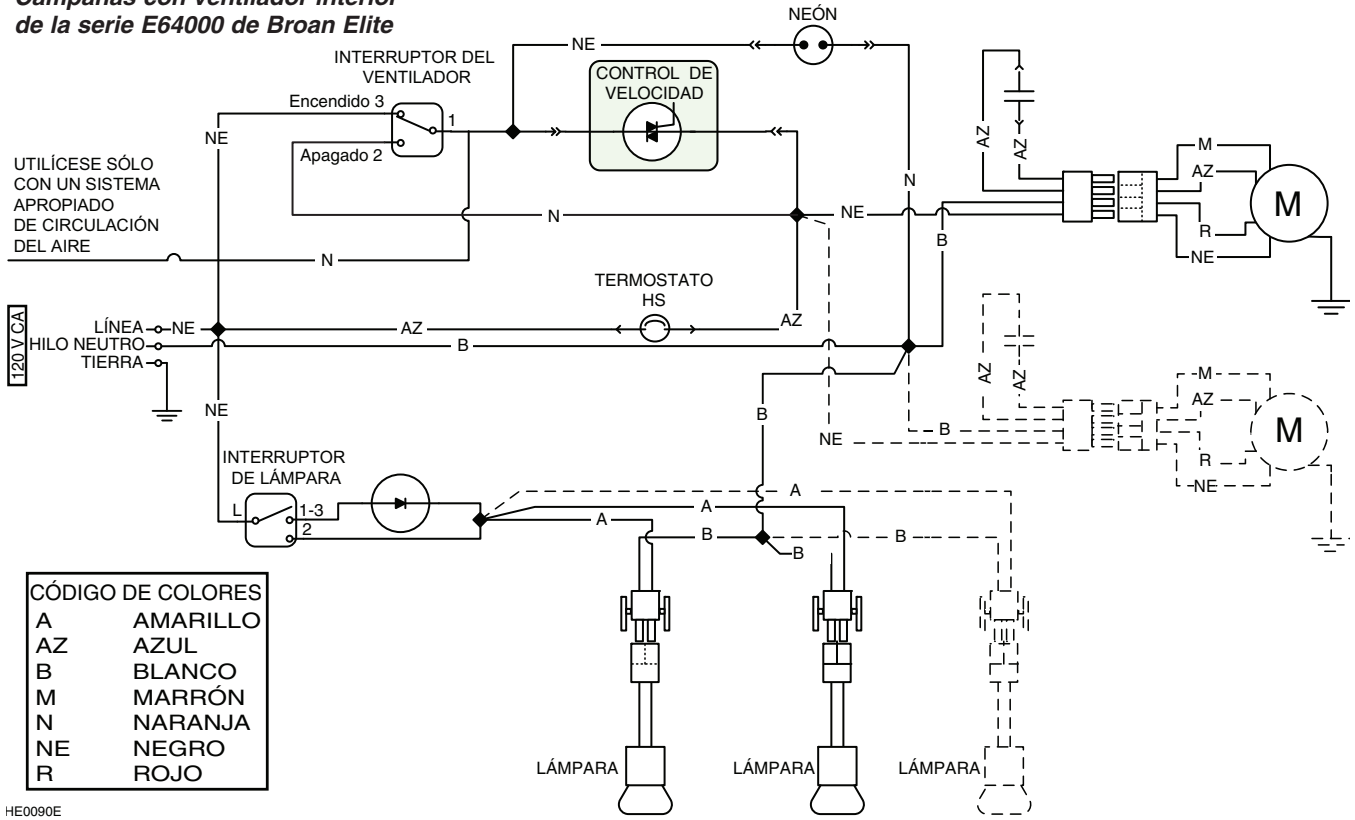 Campanas con ventilador interior
de la serie E64000 de Broan Elite
NEÓN
NE
INTERRUPTOR DEL
VENTILADOR
CONTROL DE
VELOCIDAD
Encendido 3
1
NE
Apagado 2
AZ
AZ
M
AZ
M
R
NE
UTILÍCESE SÓLO
CON UN SISTEMA
APROPIADO
DE CIRCULACIÓN
DEL AIRE
N
N
NE
B
N
TERMOSTATO
HS
120 V CA
LÍNEA
NE
AZ
AZ
HILO NEUTRO
B
TIERRA
NE
B
AZ
AZ
M
AZ
M
R
NE
NE
B
INTERRUPTOR
DE LÁMPARA
L
1-3
2
A
A
A
B
B
B
CÓDIGO DE COLORES
A AMARILLO
AZ AZUL
B BLANCO
M MARRÓN
N NARANJA
NE NEGRO
R ROJO
LÁMPARA
LÁMPARA
LÁMPARA
HE0090E